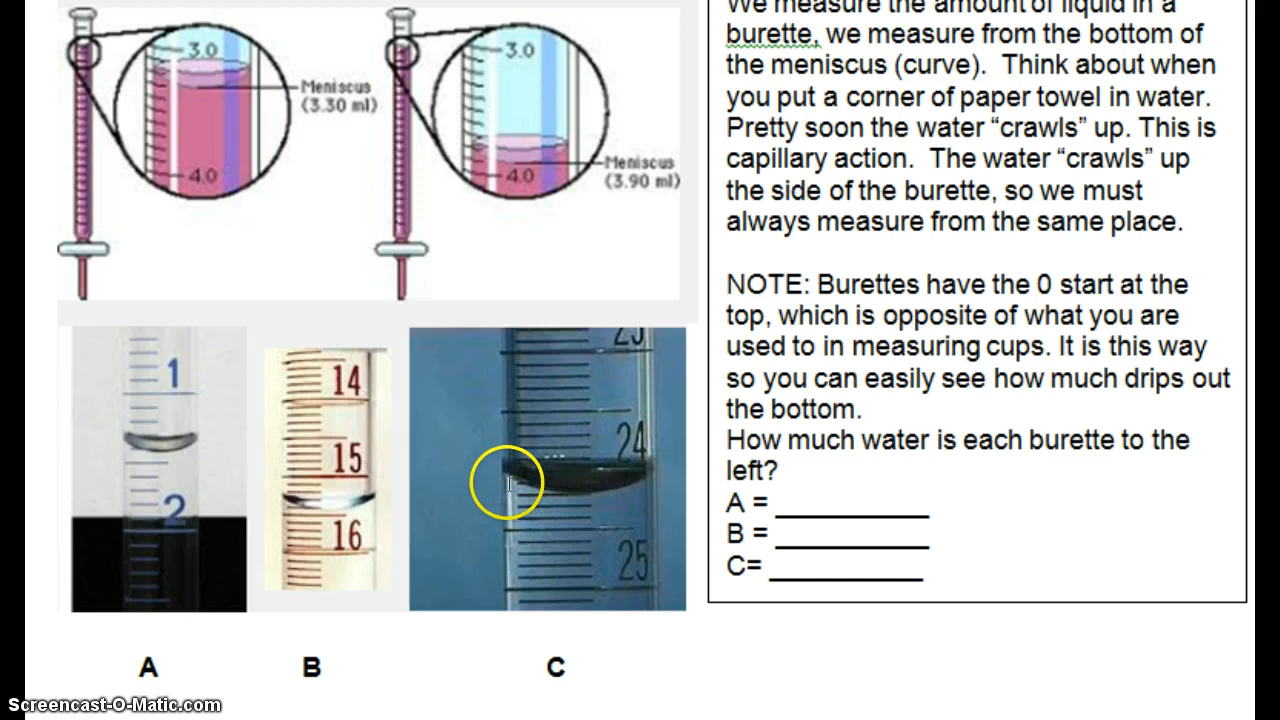 3.0
Meniscus
(3.30 ml)
4.0
3.0
Meniscus
(3.90 ml)
4.0
We measure the amount of liquid in a
burette, we measure from the bottom of
the meniscus (curve).  Think about when
you put a corner of paper towel in water.
Pretty soon the water “crawls” up. This is
capillary action.  The water “crawls” up
the side of the burette, so we must
always measure from the same place.
NOTE: Burettes have the 0 start at the
top, which is opposite of what you are
used to in measuring cups. It is this way
so you can easily see how much drips out
the bottom.
How much water is each burette to the
left?
A = __________
B = __________
C= __________
1
2
14
15
16
23
24
25
A
B
C
Screencast-O-Matic.com